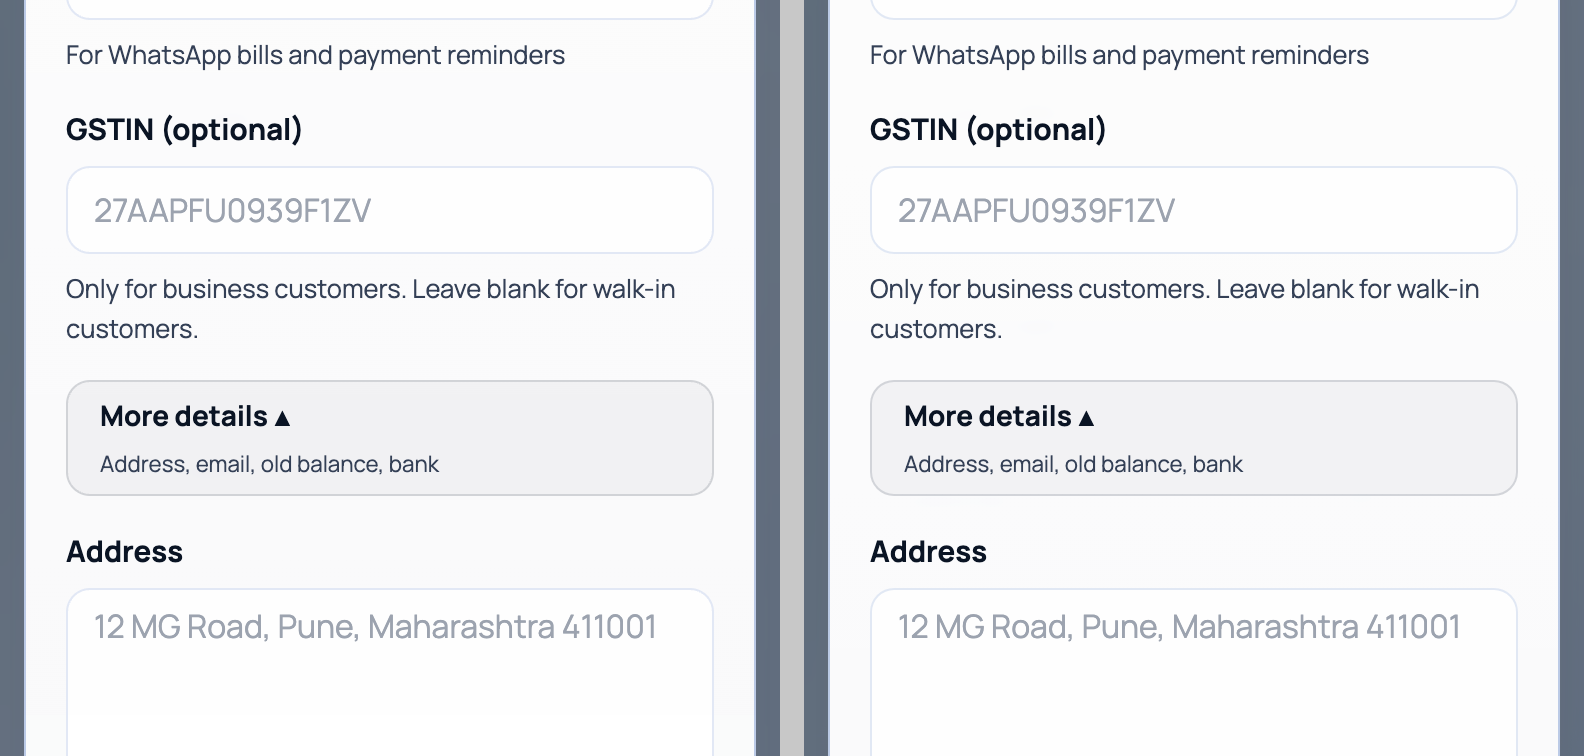 For WhatsApp bills and payment reminders
GSTIN (optional)
27AAPFU0939F1ZV
Only for business customers. Leave blank for walk-in
customers.
More details ▲
Address, email, old balance, bank
Address
12 MG Road, Pune, Maharashtra 411001
For WhatsApp bills and payment reminders
GSTIN (optional)
27AAPFU0939F1ZV
Only for business customers. Leave blank for walk-in
customers.
More details ▲
Address, email, old balance, bank
Address
12 MG Road, Pune, Maharashtra 411001